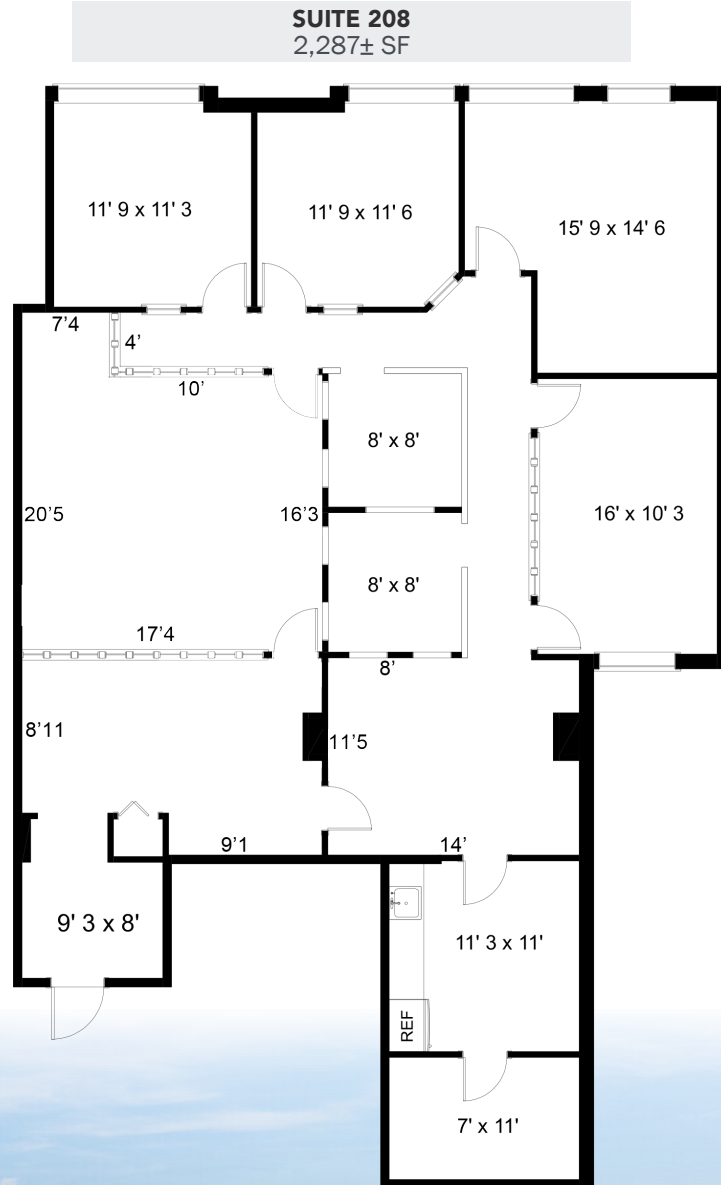 SUITE 208
2,287± SF
11' 9 x 11' 3
11' 9 x 11' 6
15' 9 x 14' 6
7'4
4'
10'
8' x 8'
20'5
16'3
16' x 10' 3
8' x 8'
17'4
8'
8'11
11'5
9'1
14'
9' 3 x 8'
11' 3 x 11'
REF
7' x 11'